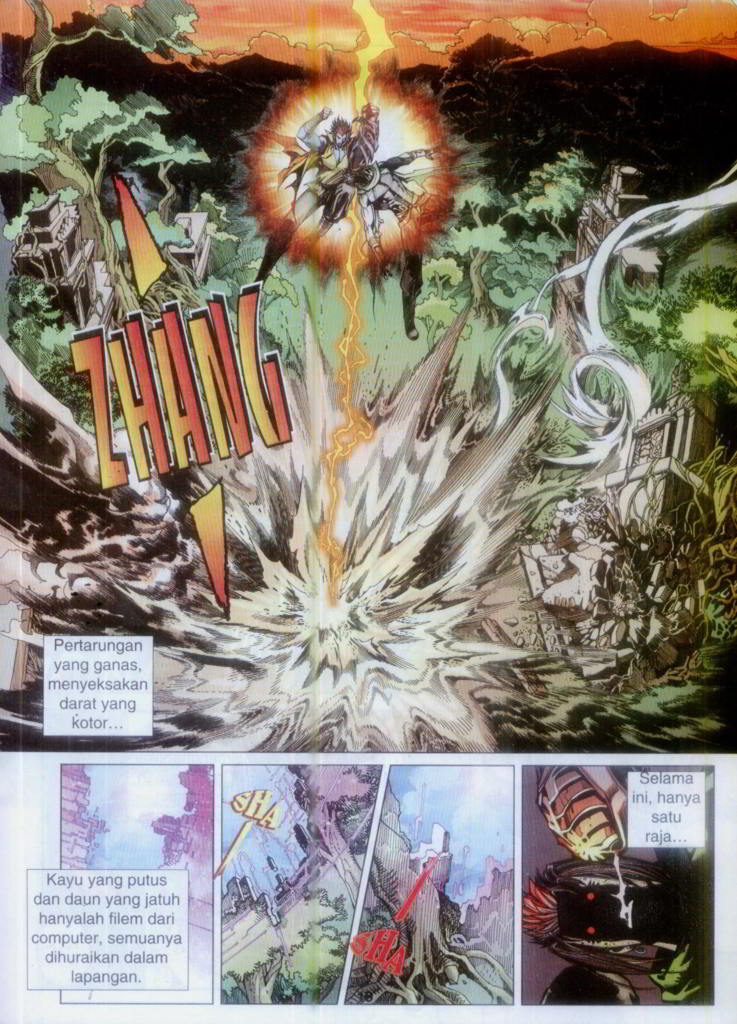 ZHANG
Pertarungan
yang ganas,
menyeksakan
darat yang
kotor...
Kayu yang putus
dan daun yang jatuh
hanyalah filem dari
computer, semuanya
dihuraikan dalam
lapangan.
SHA
SHA
Selama
ini, hanya
satu
raja...